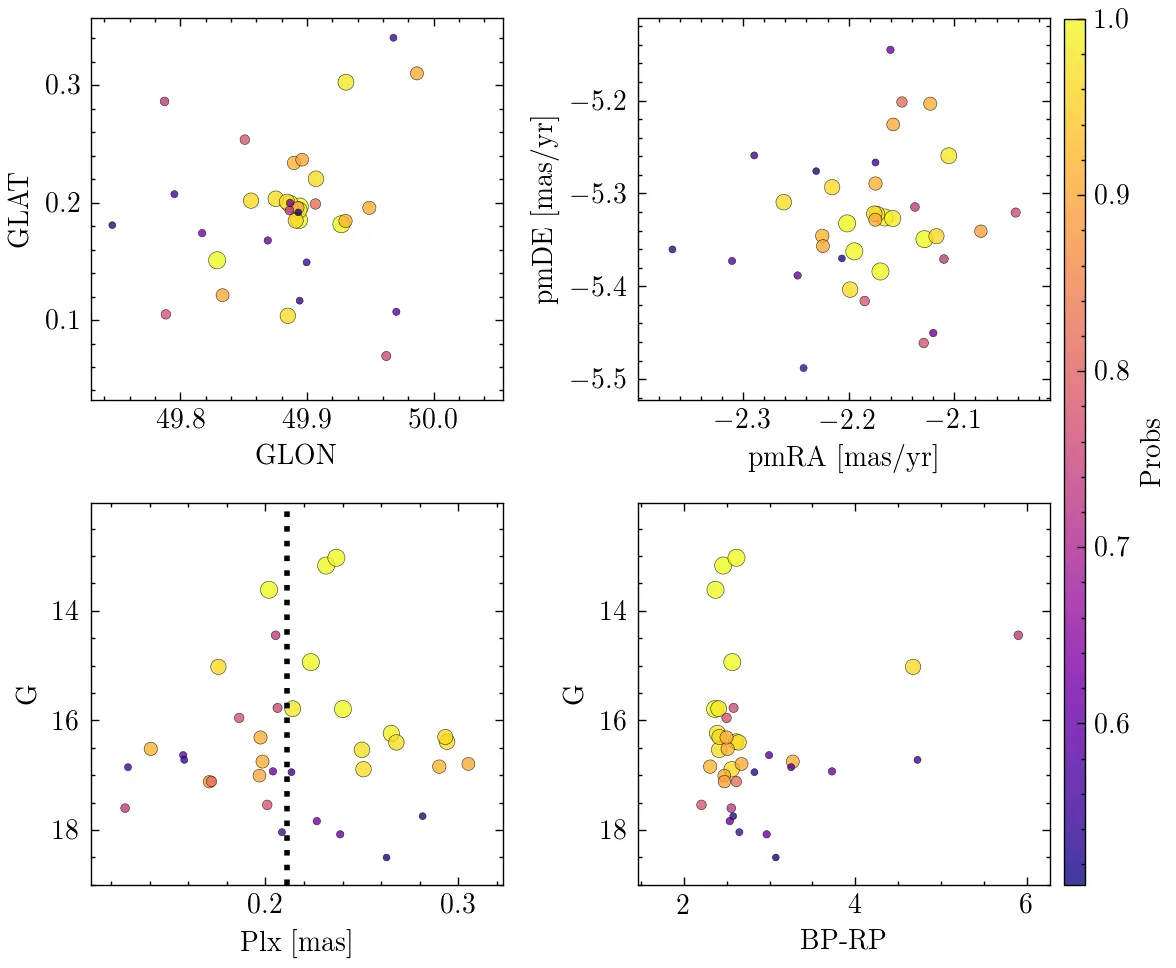 0.3
0.2
0.1
GLAT
49.8 49.9 50.0
GLON
−5.2
−5.3
−5.4
−5.5
pmDE [mas/yr]
−2.3 −2.2 −2.1
pmRA [mas/yr]
1.0
0.9
0.8
0.7
0.6
Probs
14
16
18
G
0.2 0.3
Plx [mas]
14
16
18
G
2 4 6
BP-RP